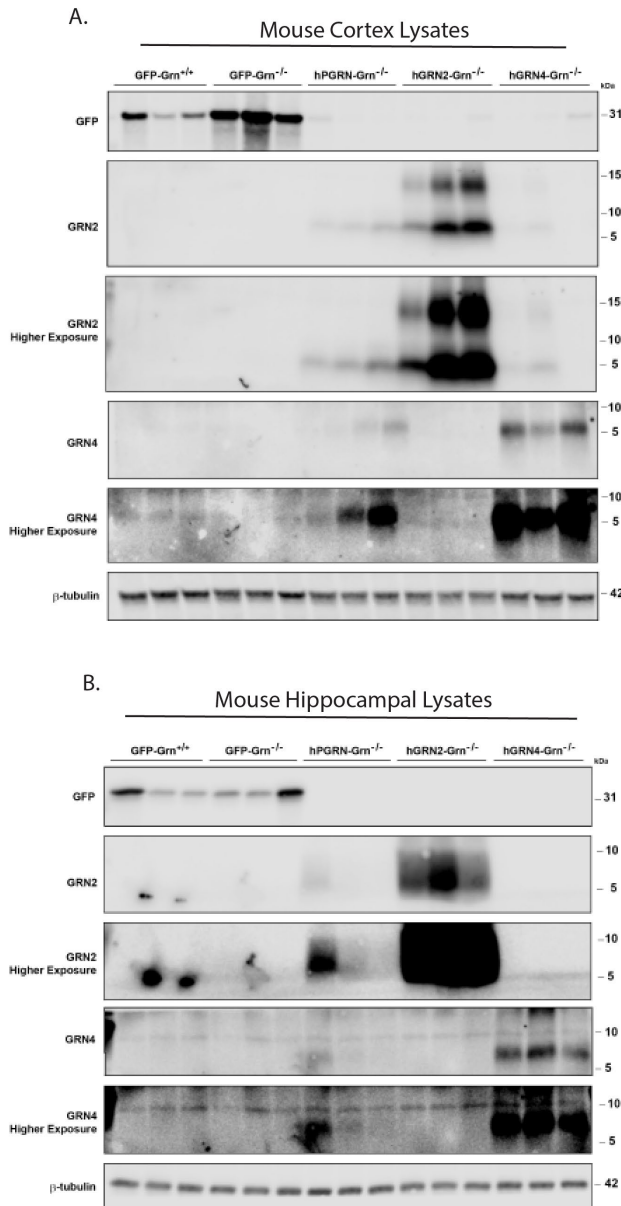 A.
Mouse Cortex Lysates
GFP-Grn+/+ GFP-Grn-/- hPGRN-Grn-/- hGRN2-Grn-/- hGRN4-Grn-/-
kDa
GFP
31
15
GRN2
10
5
GRN2
Higher Exposure
15
10
5
10
GRN4
5
GRN4
Higher Exposure
10
5
β-tubulin
42
B.
Mouse Hippocampal Lysates
GFP-Grn+/+ GFP-Grn-/- hPGRN-Grn-/- hGRN2-Grn-/- hGRN4-Grn-/-
kDa
GFP
31
10
GRN2
5
GRN2
Higher Exposure
10
5
GRN4
10
5
GRN4
Higher Exposure
10
5
β-tubulin
42